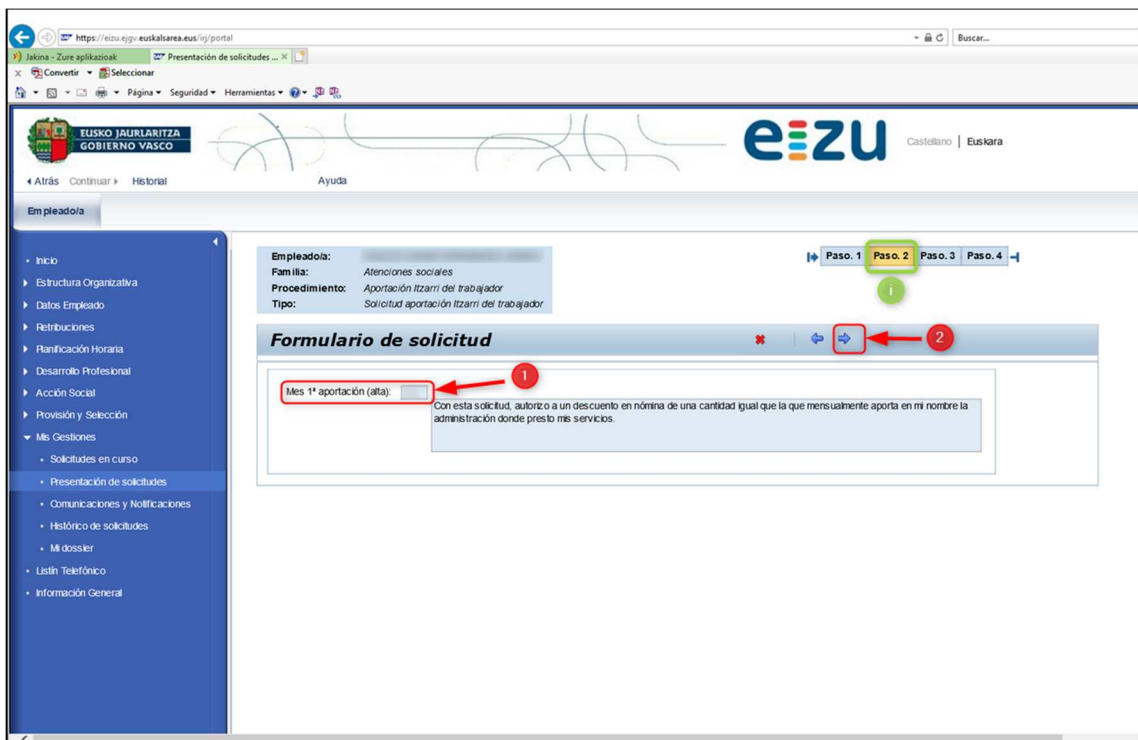 https://eizu.ejgv.euskalsarea.eus/irj/portal
Buscar...
Jakina - Zure aplikazioak
Presentación de solicitudes ...
Convertir
Seleccionar
Página
Seguridad
Herramientas
EUSKO JAURLARITZA
GOBIERNO VASCO
eizu
Castellano | Euskara
Atrás Continuar Historial
Ayuda
Empleado/a
Inicio
Estructura Organizativa
Datos Empleado
Retribuciones
Planificación Horaria
Desarrollo Profesional
Acción Social
Provisión y Selección
Mis Gestiones
Solicitudes en curso
Presentación de solicitudes
Comunicaciones y Notificaciones
Histórico de solicitudes
Mi dossier
Listín Telefónico
Información General
Empleado/a:
Familia: Atenciones sociales
Procedimiento: Aportación Itzarri del trabajador
Tipo: Solicitud aportación Itzarri del trabajador
Paso. 1 Paso. 2 Paso. 3 Paso. 4
i
Formulario de solicitud
2
1
Mes 1ª aportación (alta):
Con esta solicitud, autorizo a un descuento en nómina de una cantidad igual que la que mensualmente aporta en mi nombre la
administración donde presto mis servicios.